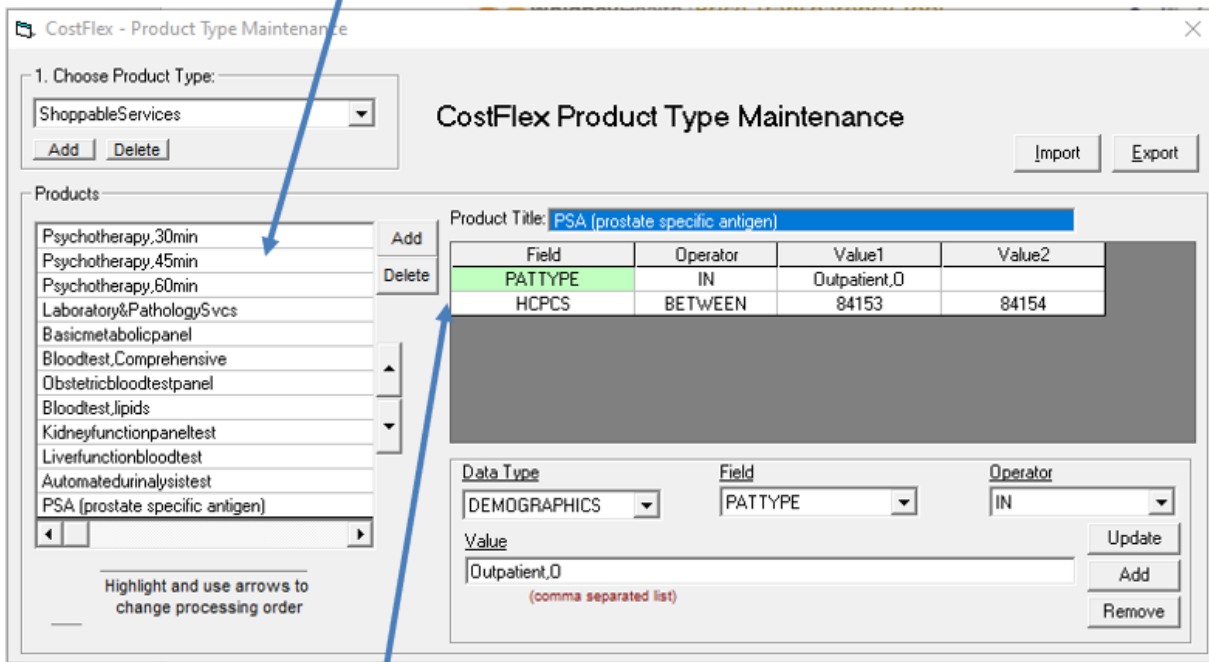 CostFlex - Product Type Maintenance
1. Choose Product Type:
ShoppableServices
Add Delete
CostFlex Product Type Maintenance
Import Export
Products
Psychotherapy,30min
Psychotherapy,45min
Psychotherapy,60min
Laboratory&PathologySvcs
Basicmetabolicpanel
Bloodtest,Comprehensive
Obstetricbloodtestpanel
Bloodtest,lipids
Kidneyfunctionpaneltest
Liverfunctionbloodtest
Automatedurinalysistest
PSA (prostate specific antigen)
Add
Delete
Highlight and use arrows to
change processing order
Product Title: PSA (prostate specific antigen)
Field Operator Value1 Value2
PATTYPE IN Outpatient,O
HCPCS BETWEEN 84153 84154
Data Type Field Operator
DEMOGRAPHICS PATTYPE IN
Value
Outpatient,O
(comma separated list)
Update
Add
Remove